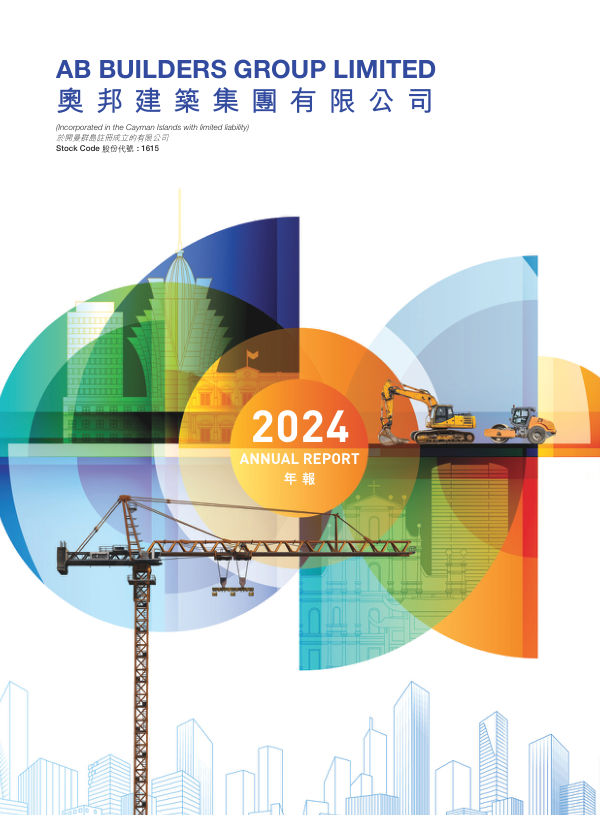 AB BUILDERS GROUP LIMITED
奧邦建築集團有限公司
(Incorporated in the Cayman Islands with limited liability)
於開曼群島註冊成立的有限公司
Stock Code 股份代號 : 1615
2024
ANNUAL REPORT
年報